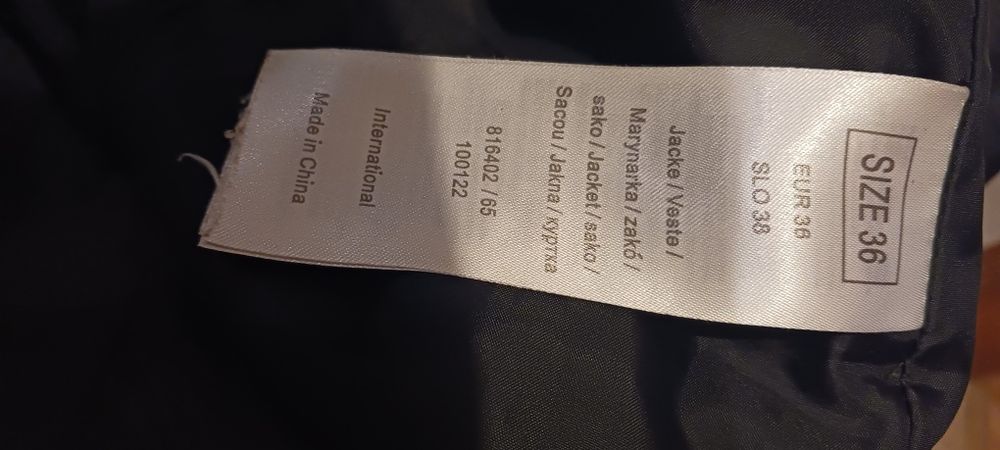 SIZE 36
EUR 36
SLO 38
Jacke / Veste /
Marynarka / zakó /
sako / Jacket / sako /
Sacou / Jakna / куртка
816402 / 65
100122
International
Made in China